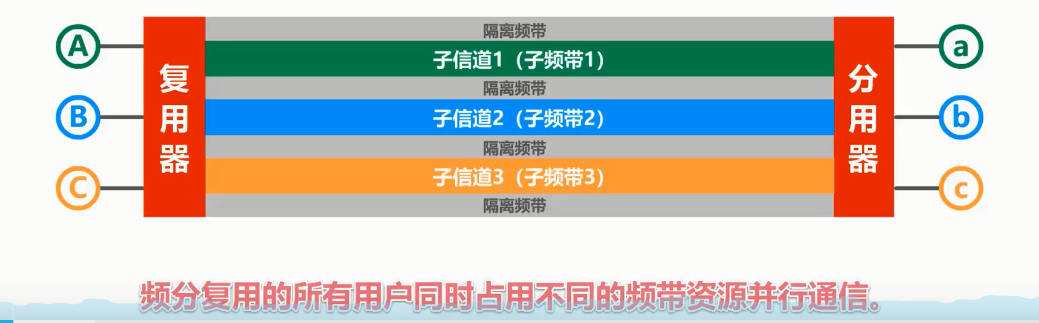 隔离频带
A 子信道1（子频带1） a
隔离频带
复用器 分用器
B 子信道2（子频带2） b
隔离频带
C 子信道3（子频带3） c
隔离频带
频分复用的所有用户同时占用不同的频带资源并行通信。